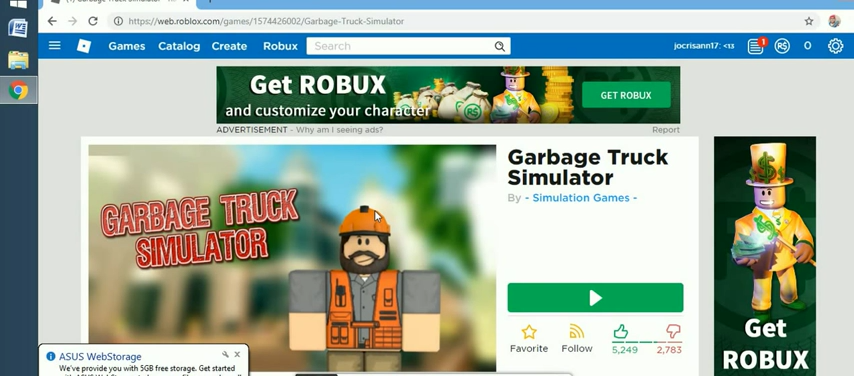 https://web.roblox.com/games/1574426002/Garbage-Truck-Simulator
Games
Catalog
Create
Robux
Search
jocrisann17: <13
1
0
Get ROBUX
and customize your character
GET ROBUX
ADVERTISEMENT - Why am I seeing ads?
Report
GARBAGE TRUCK
SIMULATOR
Garbage Truck
Simulator
By - Simulation Games -
Favorite
Follow
5,249
2,783
Get
ROBUX
ASUS WebStorage
We've provide you with 5GB free storage. Get started